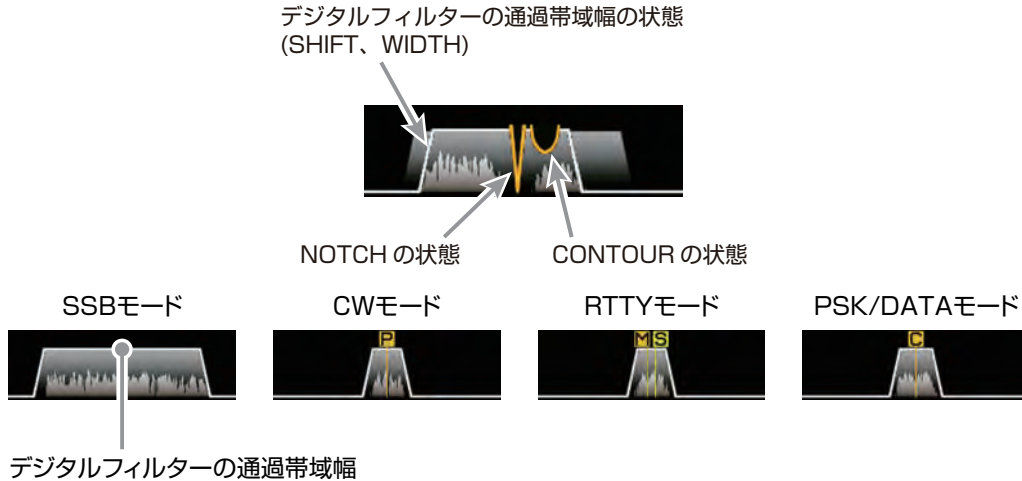 デジタルフィルターの通過帯域幅の状態
(SHIFT、WIDTH)
NOTCH の状態
CONTOUR の状態
SSBモード
CWモード
RTTYモード
PSK/DATAモード
P
M S
C
デジタルフィルターの通過帯域幅